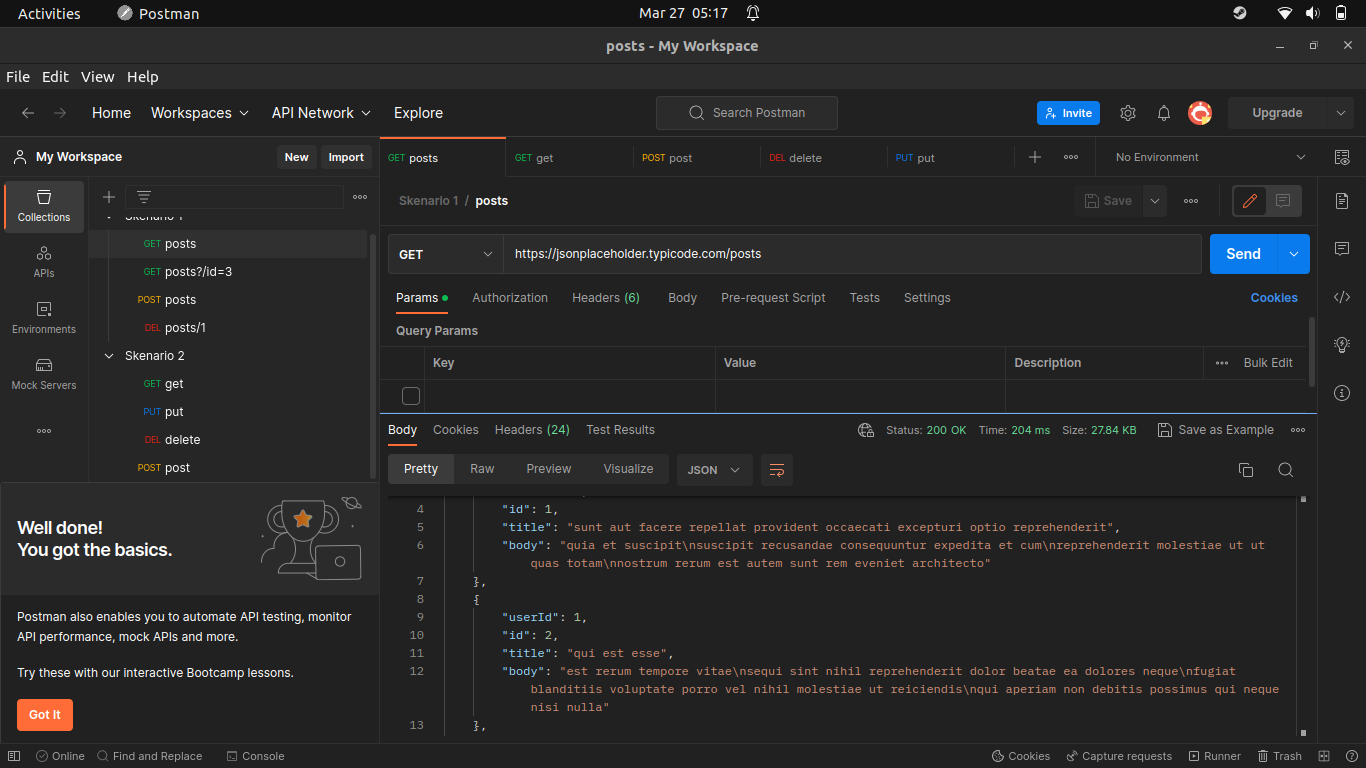 Activities Postman Mar 27 05:17
posts - My Workspace
File Edit View Help
Home Workspaces API Network Explore Search Postman Invite Upgrade
My Workspace New Import
GET posts GET get POST post DEL delete PUT put No Environment
Collections
APIs
Environments
Mock Servers
Skenario 1
GET posts
GET posts?/id=3
POST posts
DEL posts/1
Skenario 2
GET get
PUT put
DEL delete
POST post
Well done!
You got the basics.
Postman also enables you to automate API testing, monitor
API performance, mock APIs and more.
Try these with our interactive Bootcamp lessons.
Got It
Skenario 1 / posts Save
GET https://jsonplaceholder.typicode.com/posts Send
Params Authorization Headers (6) Body Pre-request Script Tests Settings Cookies
Query Params
Key Value Description Bulk Edit
Body Cookies Headers (24) Test Results Status: 200 OK Time: 204 ms Size: 27.84 KB Save as Example
Pretty Raw Preview Visualize JSON
4 "id": 1,
5 "title": "sunt aut facere repellat provident occaecati excepturi optio reprehenderit",
6 "body": "quia et suscipit\nsuscipit recusandae consequuntur expedita et cum\nreprehenderit molestiae ut ut
quas totam\nnostrum rerum est autem sunt rem eveniet architecto"
7 },
8 {
9 "userId": 1,
10 "id": 2,
11 "title": "qui est esse",
12 "body": "est rerum tempore vitae\nsequi sint nihil reprehenderit dolor beatae ea dolores neque\nfugiat
blanditiis voluptate porro vel nihil molestiae ut reiciendis\nqui aperiam non debitis possimus qui neque
nisi nulla"
13 },
Online Find and Replace Console Cookies Capture requests Runner Trash